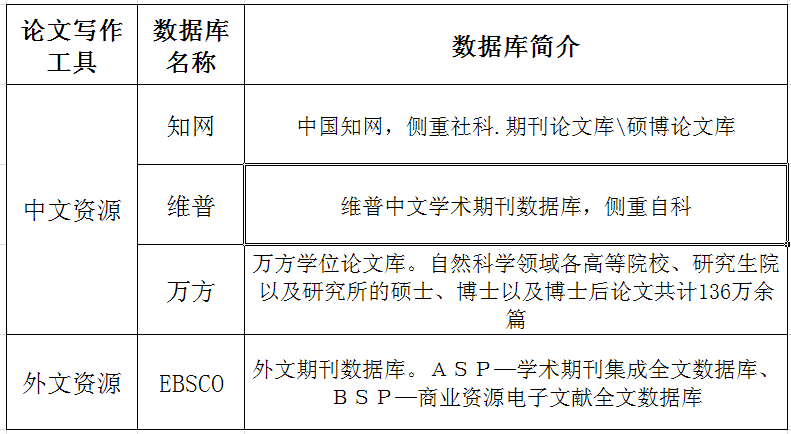 论文写作
工具
数据库
名称
数据库简介
中文资源
知网
中国知网，侧重社科.期刊论文库\硕博论文库
维普
维普中文学术期刊数据库，侧重自科
万方
万方学位论文库。自然科学领域各高等院校、研究生院
以及研究所的硕士、博士以及博士后论文共计136万余
篇
外文资源
EBSCO
外文期刊数据库。ＡＳＰ—学术期刊集成全文数据库、
ＢＳＰ—商业资源电子文献全文数据库